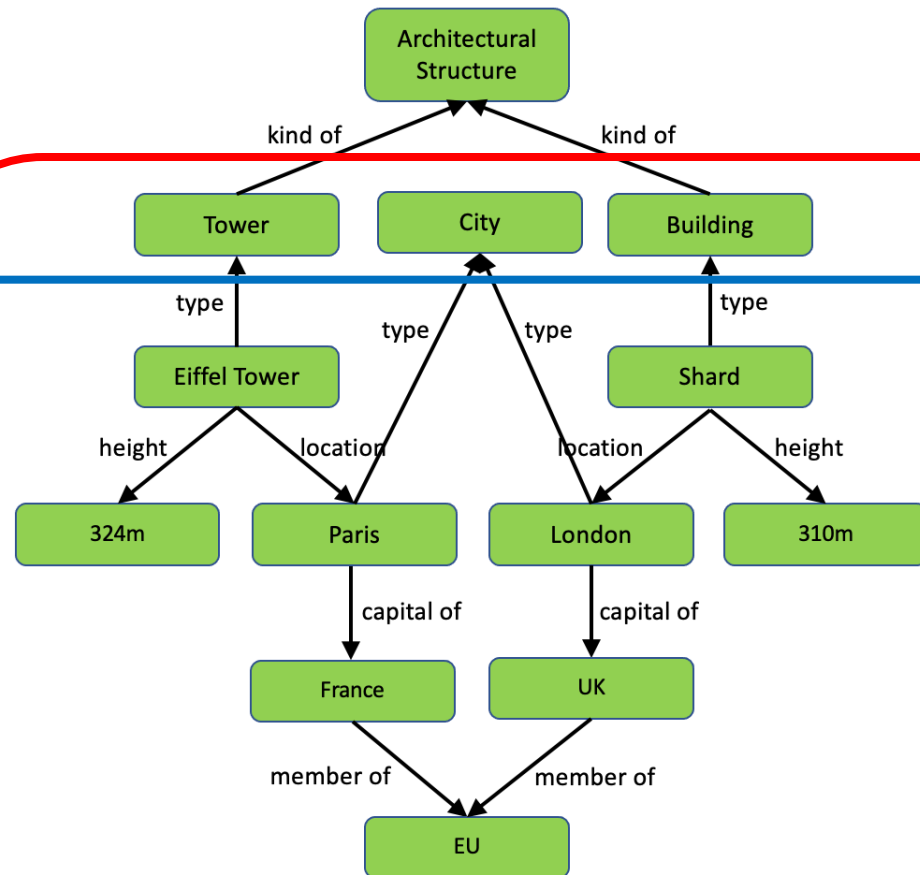 Architectural
Structure
kind of
kind of
Tower
City
Building
type
type
type
type
Eiffel Tower
Shard
height
location
location
height
324m
Paris
London
310m
capital of
capital of
France
UK
member of
member of
EU